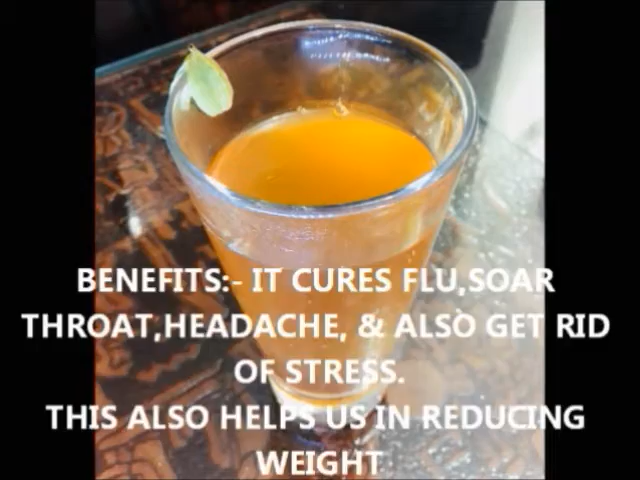 BENEFITS:- IT CURES FLU,SOAR
THROAT,HEADACHE, & ALSO GET RID
OF STRESS.
THIS ALSO HELPS US IN REDUCING
WEIGHT